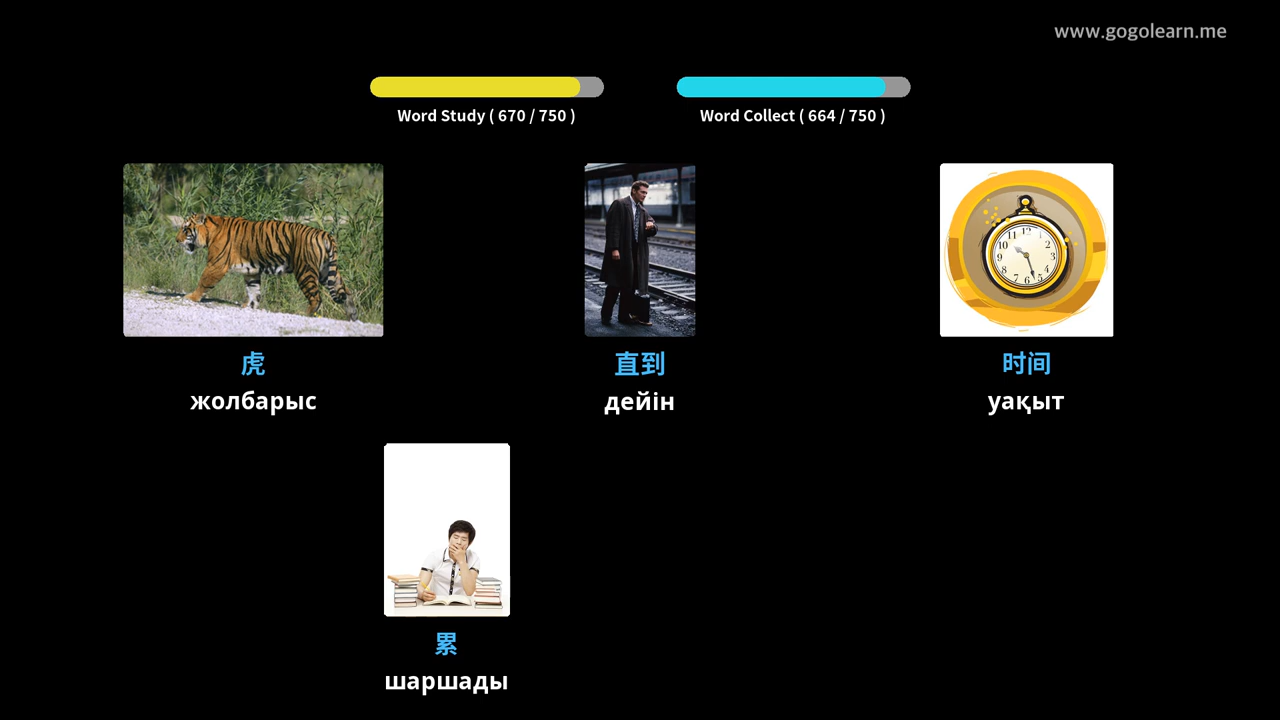 www.gogolearn.me
Word Study ( 670 / 750 )
Word Collect ( 664 / 750 )
虎
жолбарыс
直到
дейін
时间
уақыт
累
шаршады